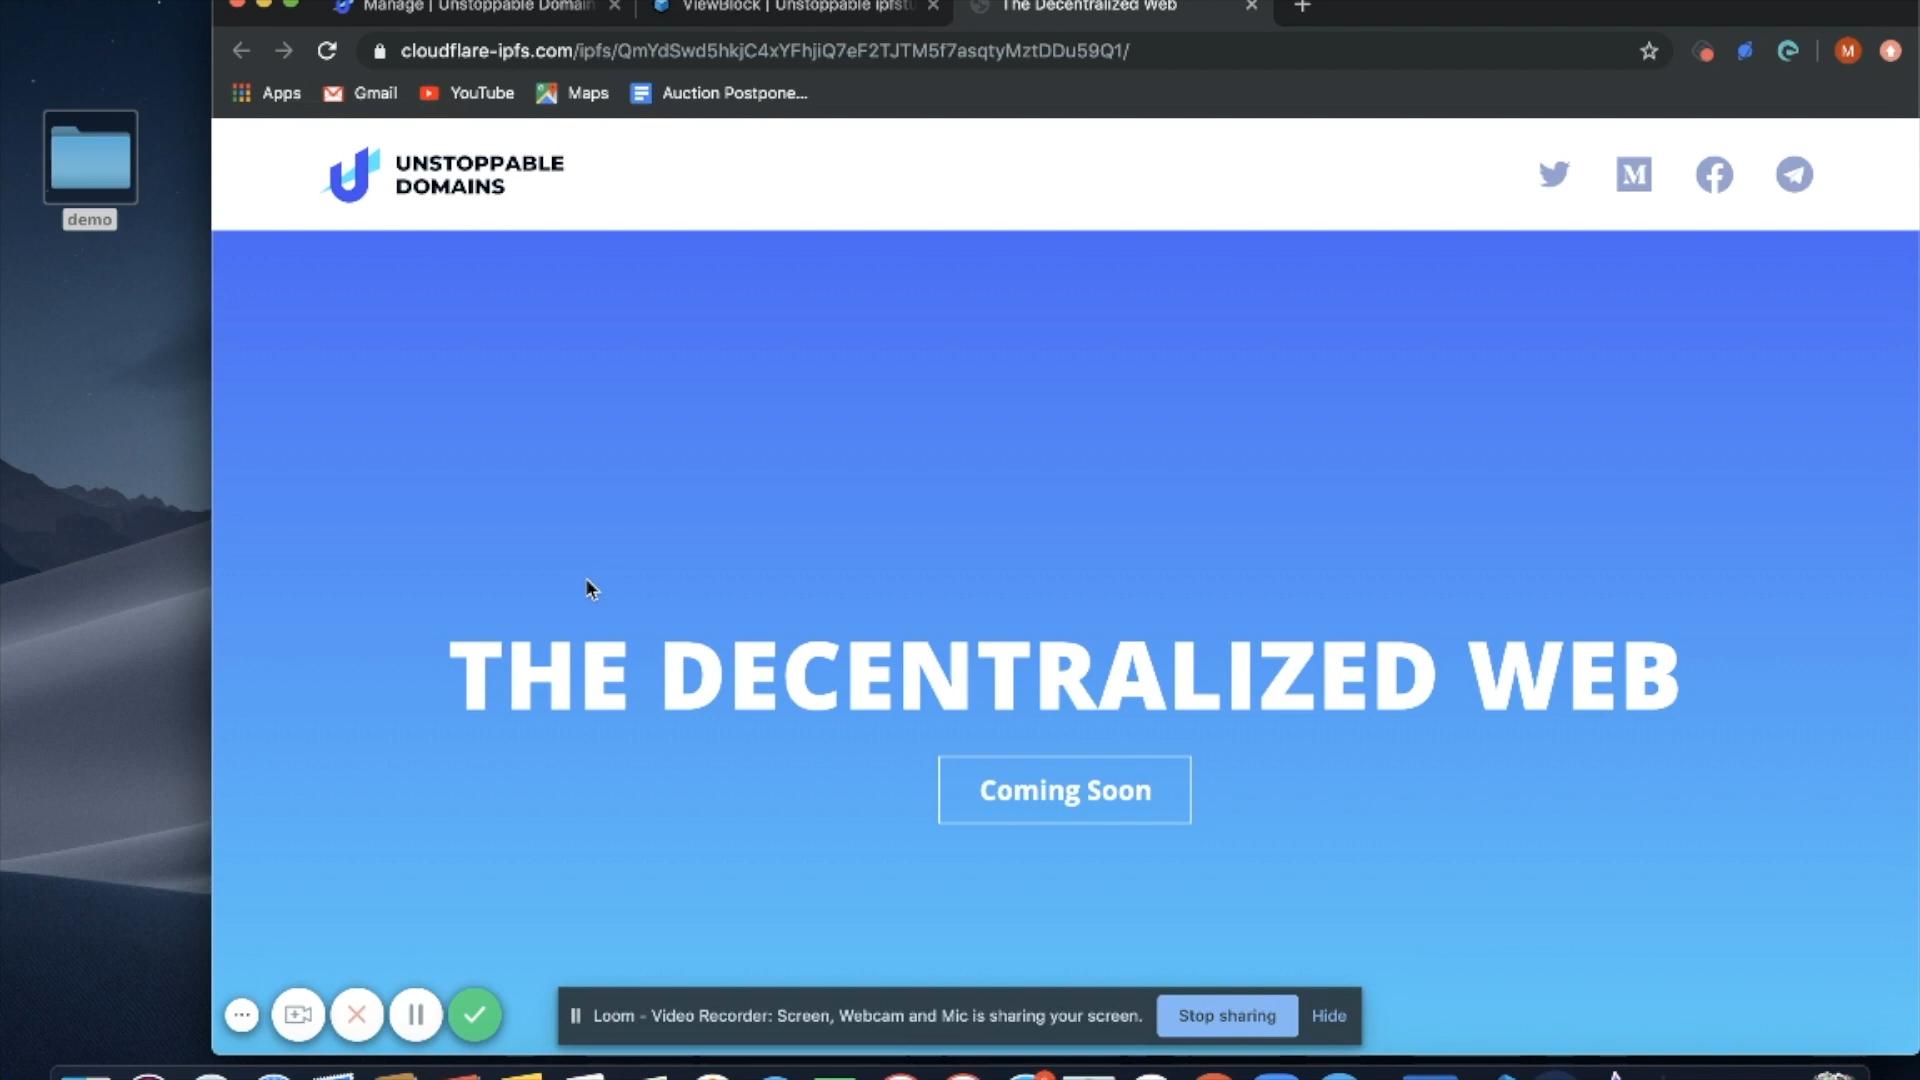 Manage | Unstoppable Domain
ViewBlock | Unstoppable ipfst
The Decentralized Web
cloudflare-ipfs.com/ipfs/QmYdSwd5hkjC4xYFhjiQ7eF2TJTM5f7asqtyMztDDu59Q1/
M
Apps
Gmail
YouTube
Maps
Auction Postpone...
demo
UNSTOPPABLE
DOMAINS
M
THE DECENTRALIZED WEB
Coming Soon
Loom - Video Recorder: Screen, Webcam and Mic is sharing your screen.
Stop sharing
Hide